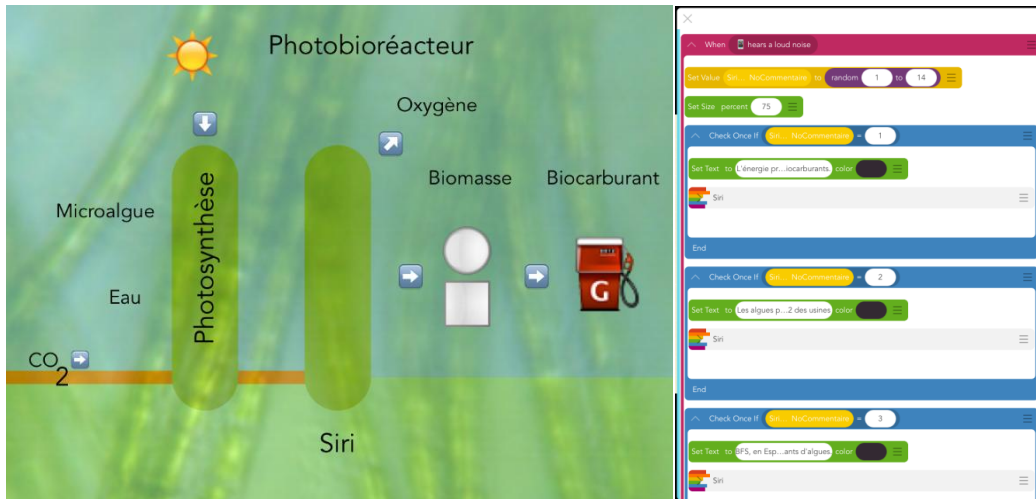 Photobioréacteur
Oxygène
Photosynthèse
Biomasse
Biocarburant
Microalgue
Eau
G
CO
2
Siri
When hears a loud noise
Set Value Siri ... NoCommentaire to random 1 to 14
Set Size percent 75
Check Once If Siri ... NoCommentaire = 1
Set Text to L'énergie pr...iocarburants. color
Siri
End
Check Once If Siri ... NoCommentaire = 2
Set Text to Les algues p...2 des usines color
Siri
End
Check Once If Siri ... NoCommentaire = 3
Set Text to BFS, en Esp...ants d'algues. color
Siri